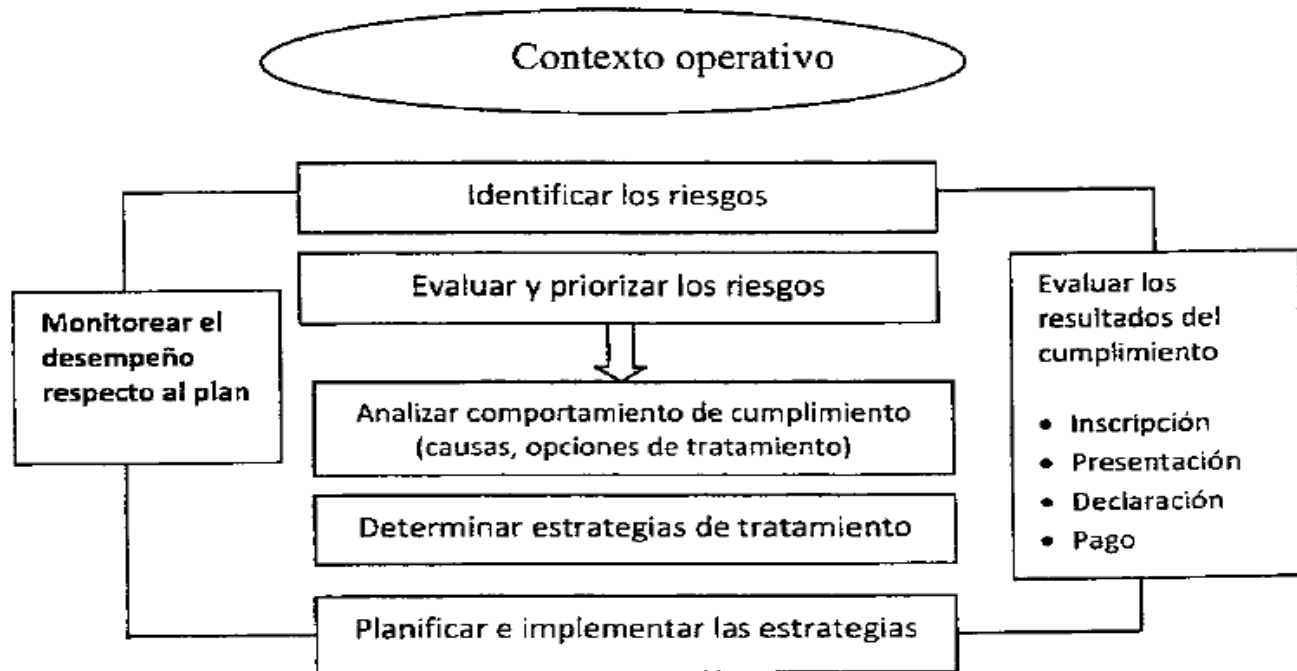 Contexto operativo
Identificar los riesgos
Evaluar y priorizar los riesgos
Monitorear el
desempeño
respecto al plan
Analizar comportamiento de cumplimiento
(causas, opciones de tratamiento)
Determinar estrategias de tratamiento
Planificar e implementar las estrategias
Evaluar los
resultados del
cumplimiento
• Inscripción
• Presentación
• Declaración
• Pago